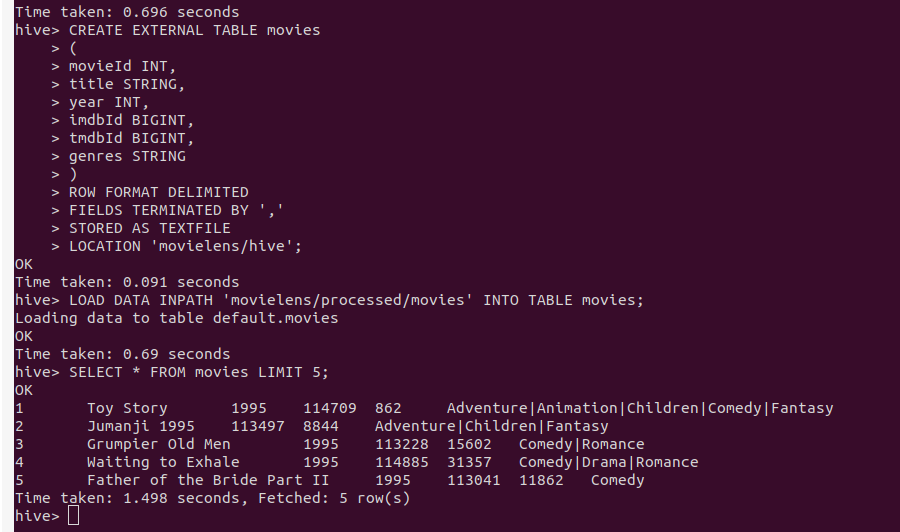 Time taken: 0.696 seconds
hive> CREATE EXTERNAL TABLE movies
    > (
    > movieId INT,
    > title STRING,
    > year INT,
    > imdbId BIGINT,
    > tmdbId BIGINT,
    > genres STRING
    > )
    > ROW FORMAT DELIMITED
    > FIELDS TERMINATED BY ','
    > STORED AS TEXTFILE
    > LOCATION 'movielens/hive';
OK
Time taken: 0.091 seconds
hive> LOAD DATA INPATH 'movielens/processed/movies' INTO TABLE movies;
Loading data to table default.movies
OK
Time taken: 0.69 seconds
hive> SELECT * FROM movies LIMIT 5;
OK
1       Toy Story       1995    114709  862     Adventure|Animation|Children|Comedy|Fantasy
2       Jumanji 1995    113497  8844    Adventure|Children|Fantasy
3       Grumpier Old Men        1995    113228  15602   Comedy|Romance
4       Waiting to Exhale       1995    114885  31357   Comedy|Drama|Romance
5       Father of the Bride Part II     1995    113041  11862   Comedy
Time taken: 1.498 seconds, Fetched: 5 row(s)
hive>